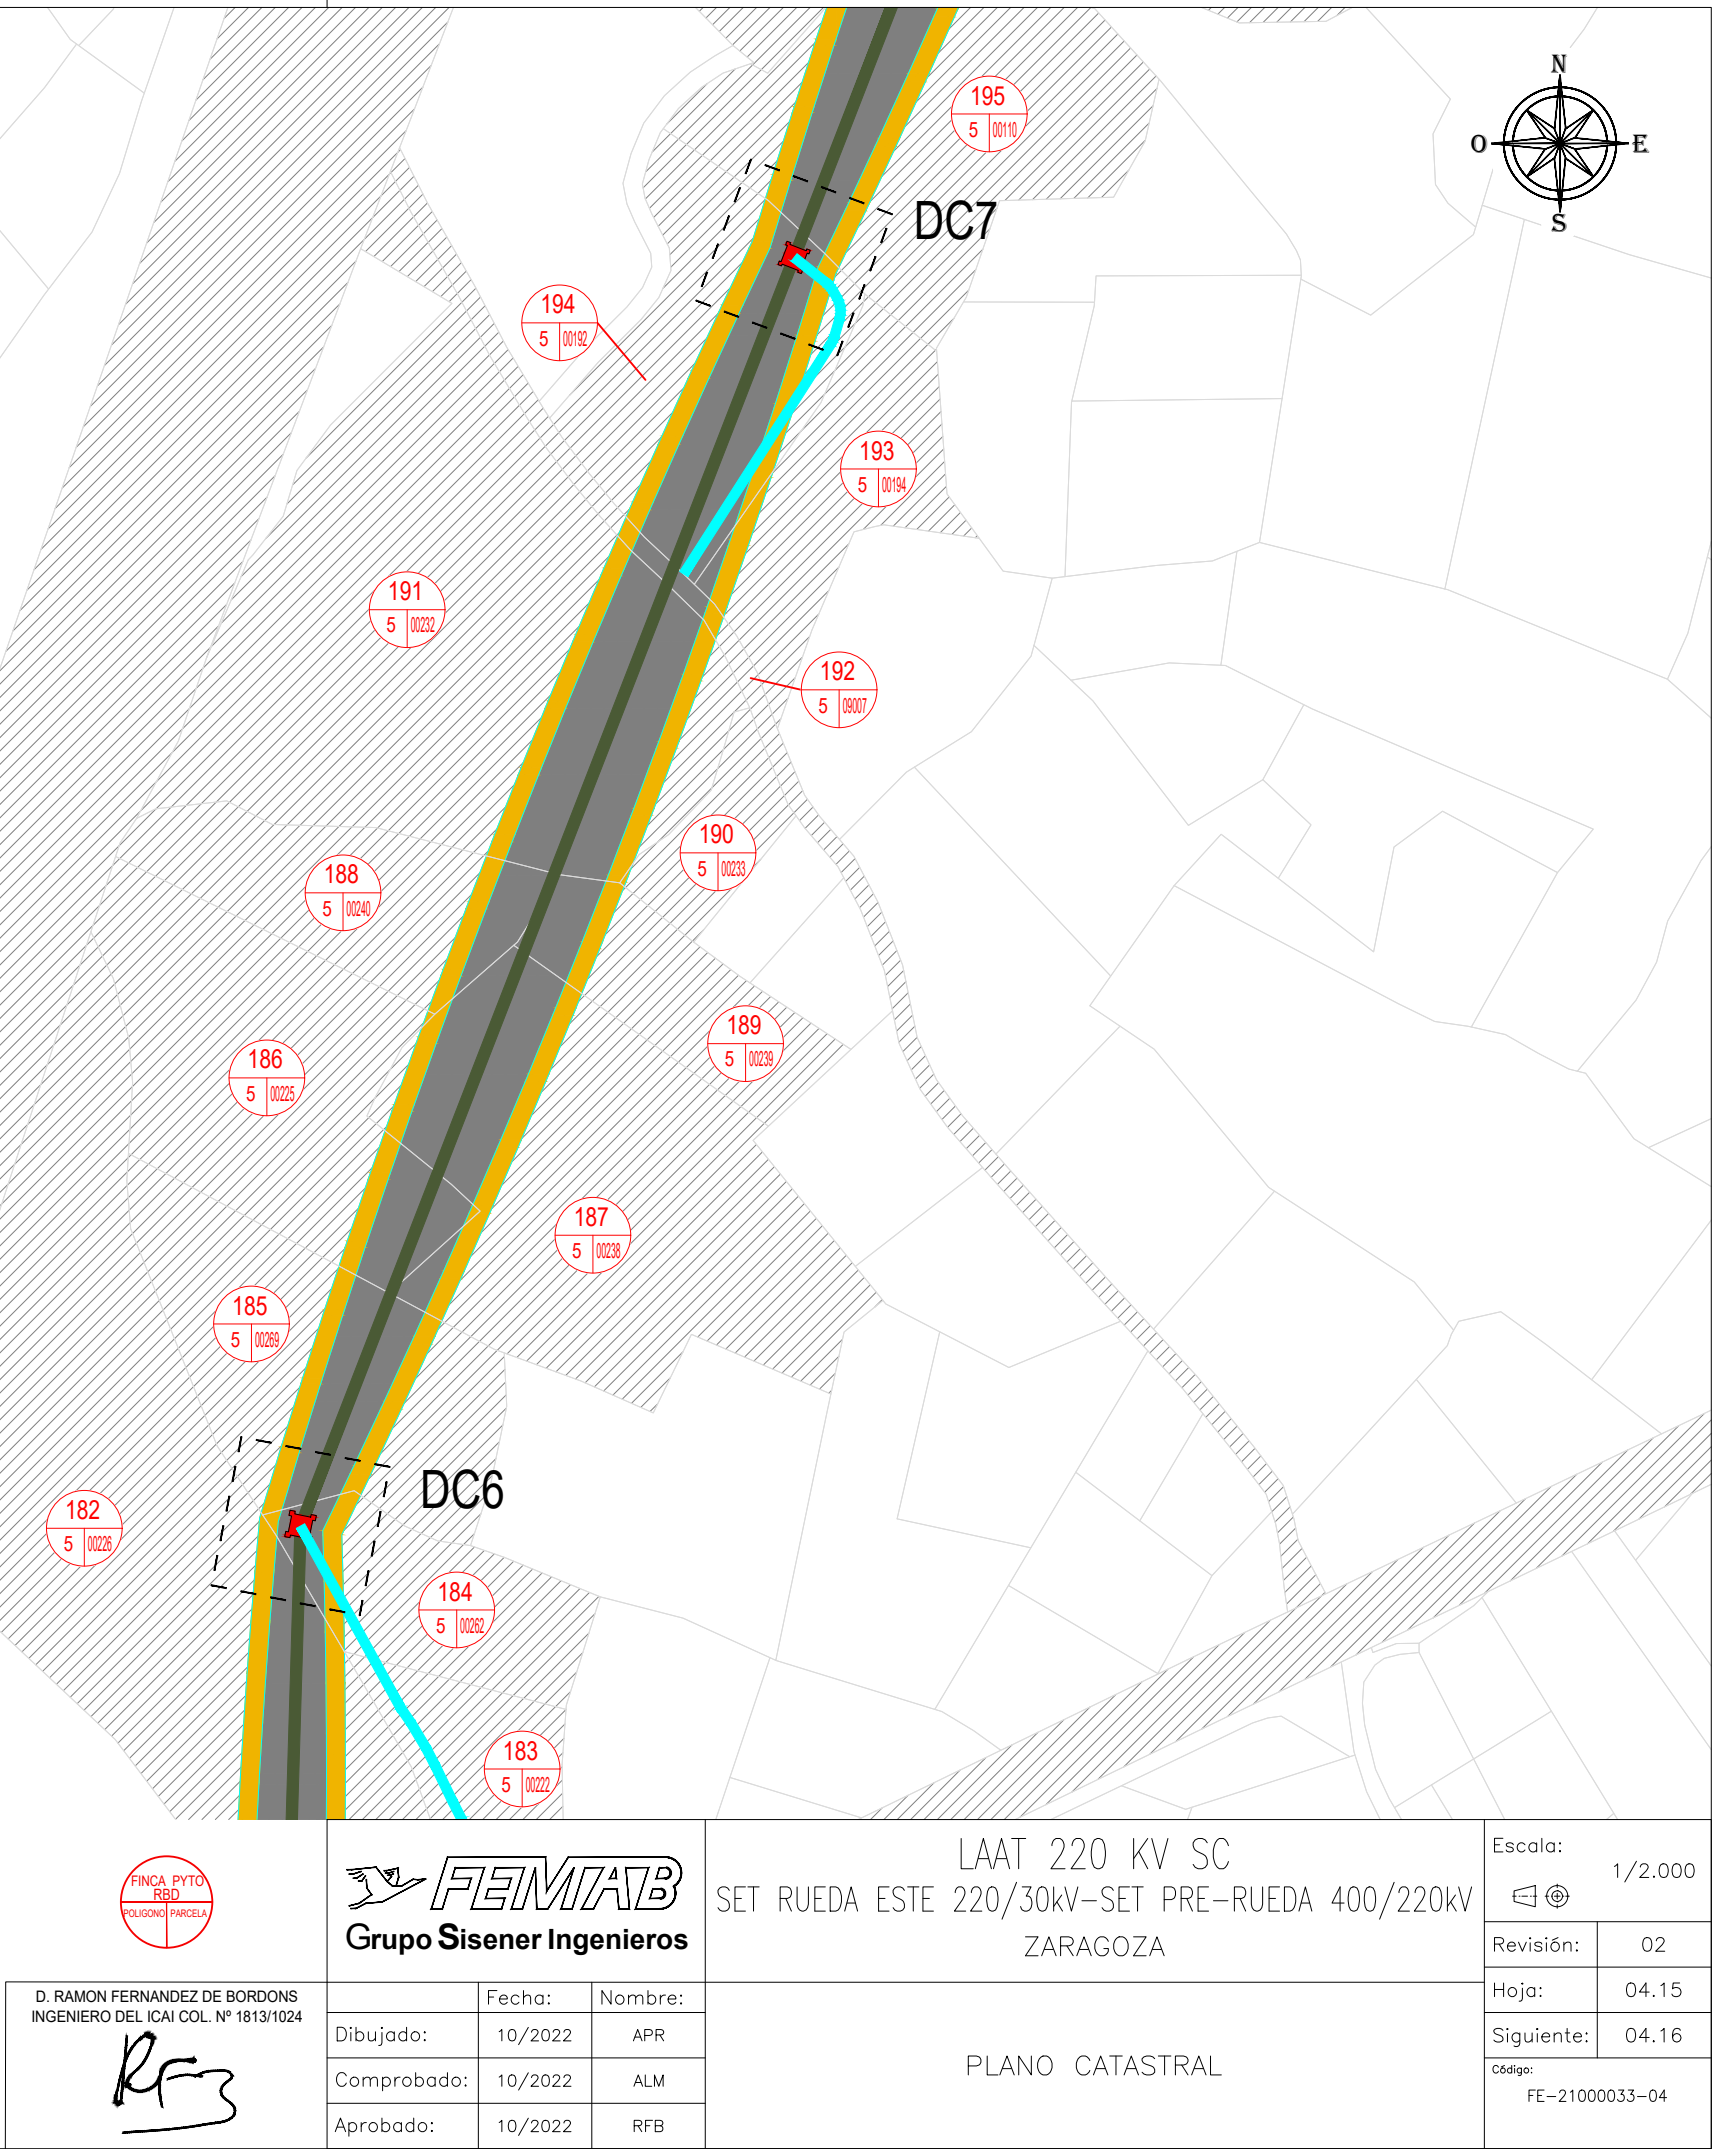 N
O
E
S
195
5 00110
DC7
194
5 00192
193
5 00194
191
5 00232
192
5 09007
190
5 00233
188
5 00240
189
5 00239
186
5 00225
187
5 00238
185
5 00269
DC6
182
5 00226
184
5 00262
183
5 00222
FINCA PYTO
RBD
POLIGONO PARCELA
FEMAB
Grupo Sisener Ingenieros
LAAT 220 KV SC
SET RUEDA ESTE 220/30kV-SET PRE-RUEDA 400/220kV
ZARAGOZA
Escala:
1/2.000
Revisión: 02
Hoja: 04.15
Siguiente: 04.16
Código:
FE-21000033-04
D. RAMON FERNANDEZ DE BORDONS
INGENIERO DEL ICAI COL. Nº 1813/1024
RFB
Fecha: Nombre:
Dibujado: 10/2022 APR
Comprobado: 10/2022 ALM
Aprobado: 10/2022 RFB
PLANO CATASTRAL